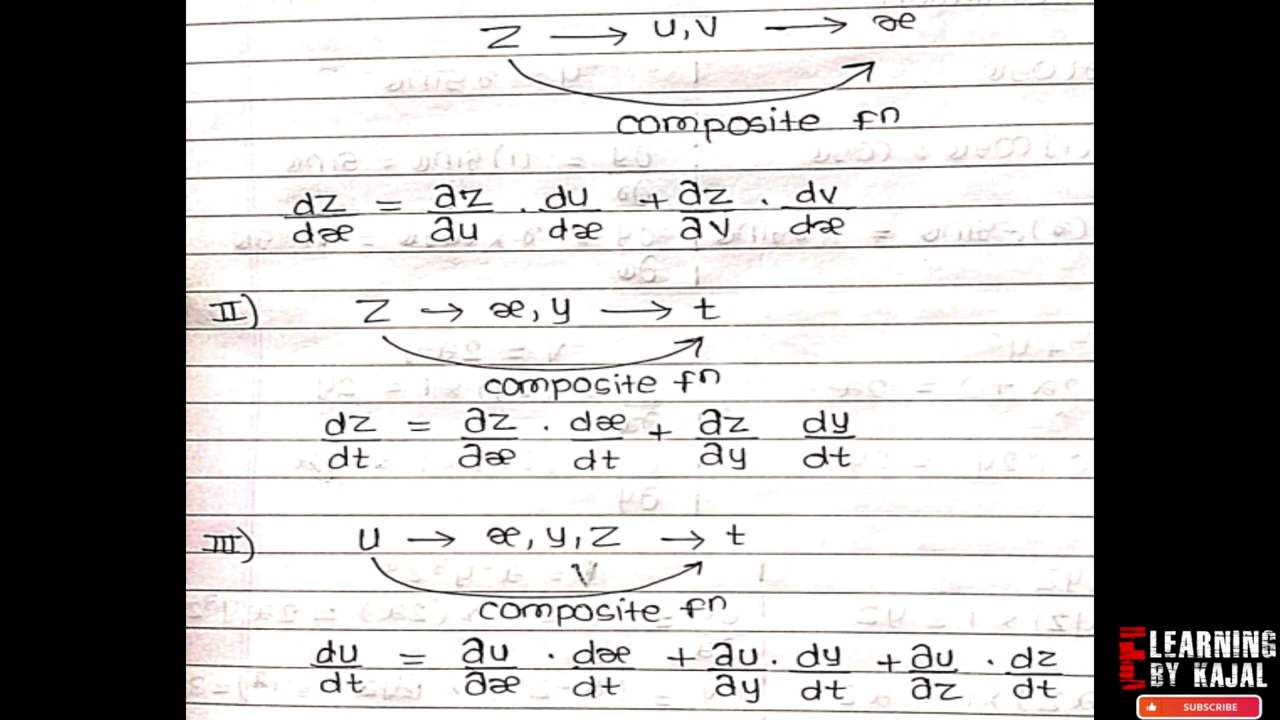 Z → u,v → x
composite fn
dz/dx = ∂z/∂u · du/dx + ∂z/∂v · dv/dx
II) Z → x,y → t
composite fn
dz/dt = ∂z/∂x · dx/dt + ∂z/∂y dy/dt
III) u → x,y,z → t
composite fn
du/dt = ∂u/∂x · dx/dt + ∂u/∂y · dy/dt + ∂u/∂z · dz/dt
E LEARNING
BY KAJAL
SUBSCRIBE